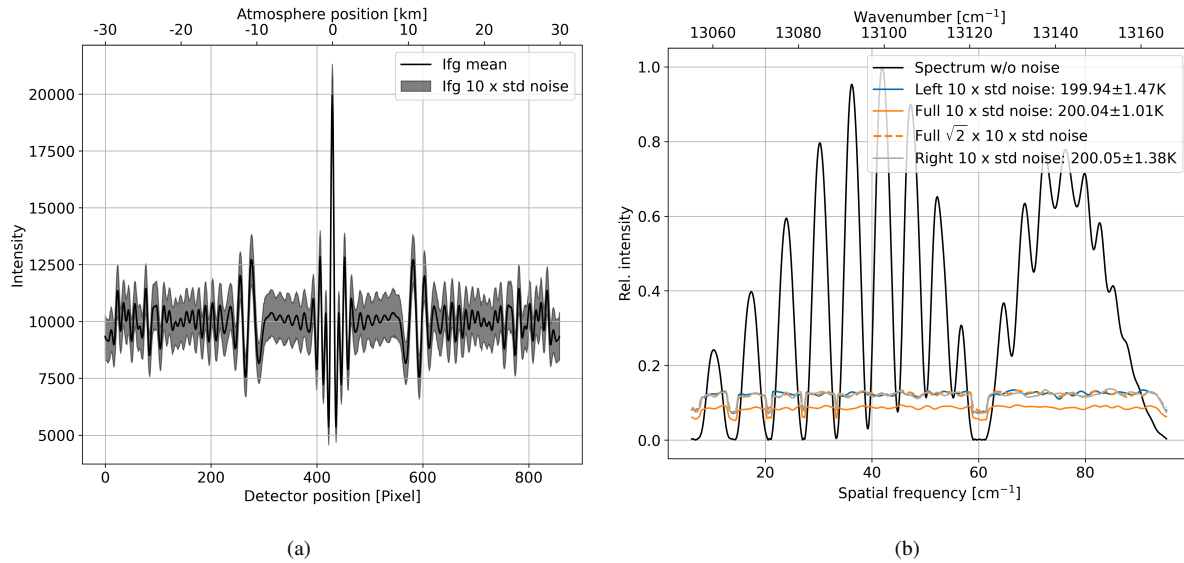 Atmosphere position [km]
-30 -20 -10 0 10 20 30
Ifg mean
Ifg 10 x std noise
20000
17500
15000
12500
10000
7500
5000
Intensity
0 200 400 600 800
Detector position [Pixel]
(a)
Wavenumber [cm⁻¹]
13060 13080 13100 13120 13140 13160
Spectrum w/o noise
Left 10 x std noise: 199.94±1.47K
Full 10 x std noise: 200.04±1.01K
Full √2 x 10 x std noise
Right 10 x std noise: 200.05±1.38K
1.0
0.8
0.6
0.4
0.2
0.0
Rel. intensity
20 40 60 80
Spatial frequency [cm⁻¹]
(b)